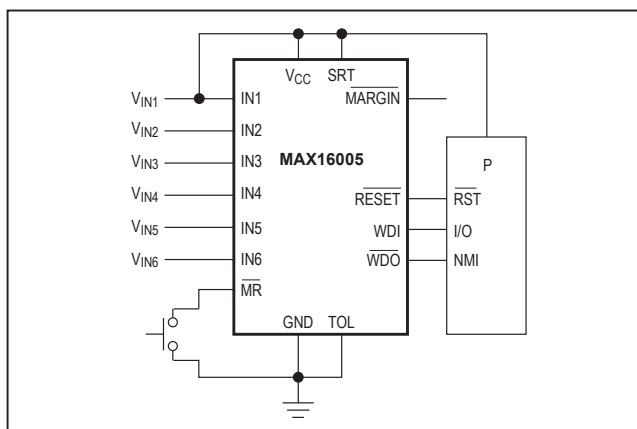 VCC SRT
VIN1 IN1 MARGIN
VIN2 IN2
P
VIN3 IN3 MAX16005
VIN4 IN4 RESET RST
VIN5 IN5 WDI I/O
VIN6 IN6 WDO NMI
MR
GND TOL